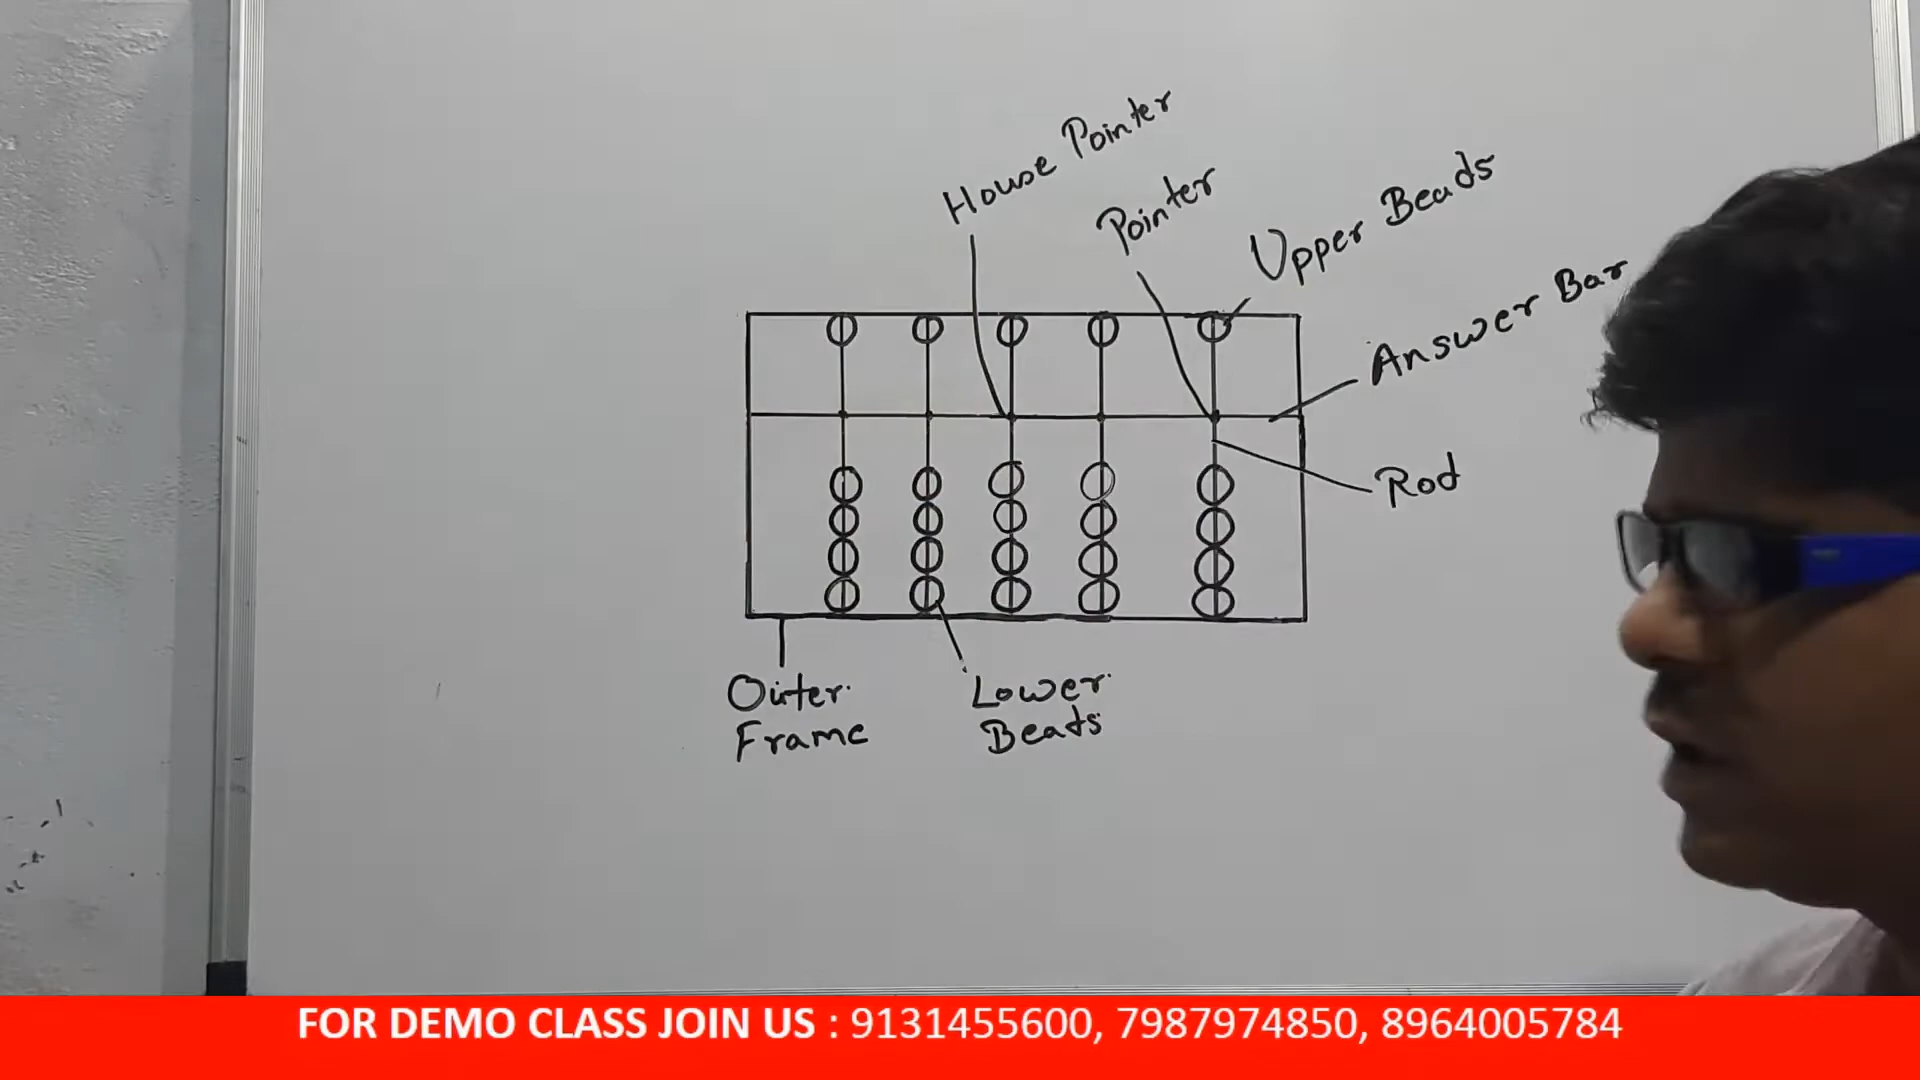 House Pointer
Pointer
Upper Beads
Answer Bar
Rod
Outer
Frame
Lower
Beads
FOR DEMO CLASS JOIN US : 9131455600, 7987974850, 8964005784